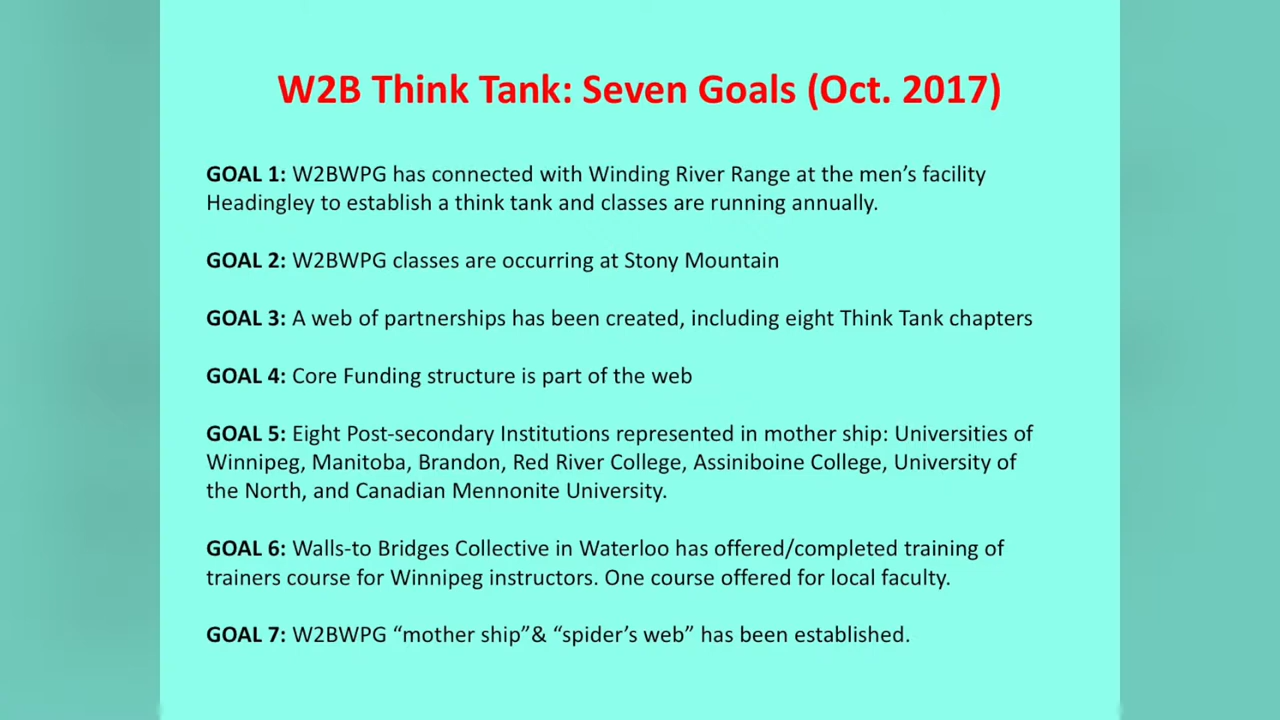 W2B Think Tank: Seven Goals (Oct. 2017)
GOAL 1: W2BWPG has connected with Winding River Range at the men’s facility
Headingley to establish a think tank and classes are running annually.
GOAL 2: W2BWPG classes are occurring at Stony Mountain
GOAL 3: A web of partnerships has been created, including eight Think Tank chapters
GOAL 4: Core Funding structure is part of the web
GOAL 5: Eight Post-secondary Institutions represented in mother ship: Universities of
Winnipeg, Manitoba, Brandon, Red River College, Assiniboine College, University of
the North, and Canadian Mennonite University.
GOAL 6: Walls-to Bridges Collective in Waterloo has offered/completed training of
trainers course for Winnipeg instructors. One course offered for local faculty.
GOAL 7: W2BWPG “mother ship”& “spider’s web” has been established.